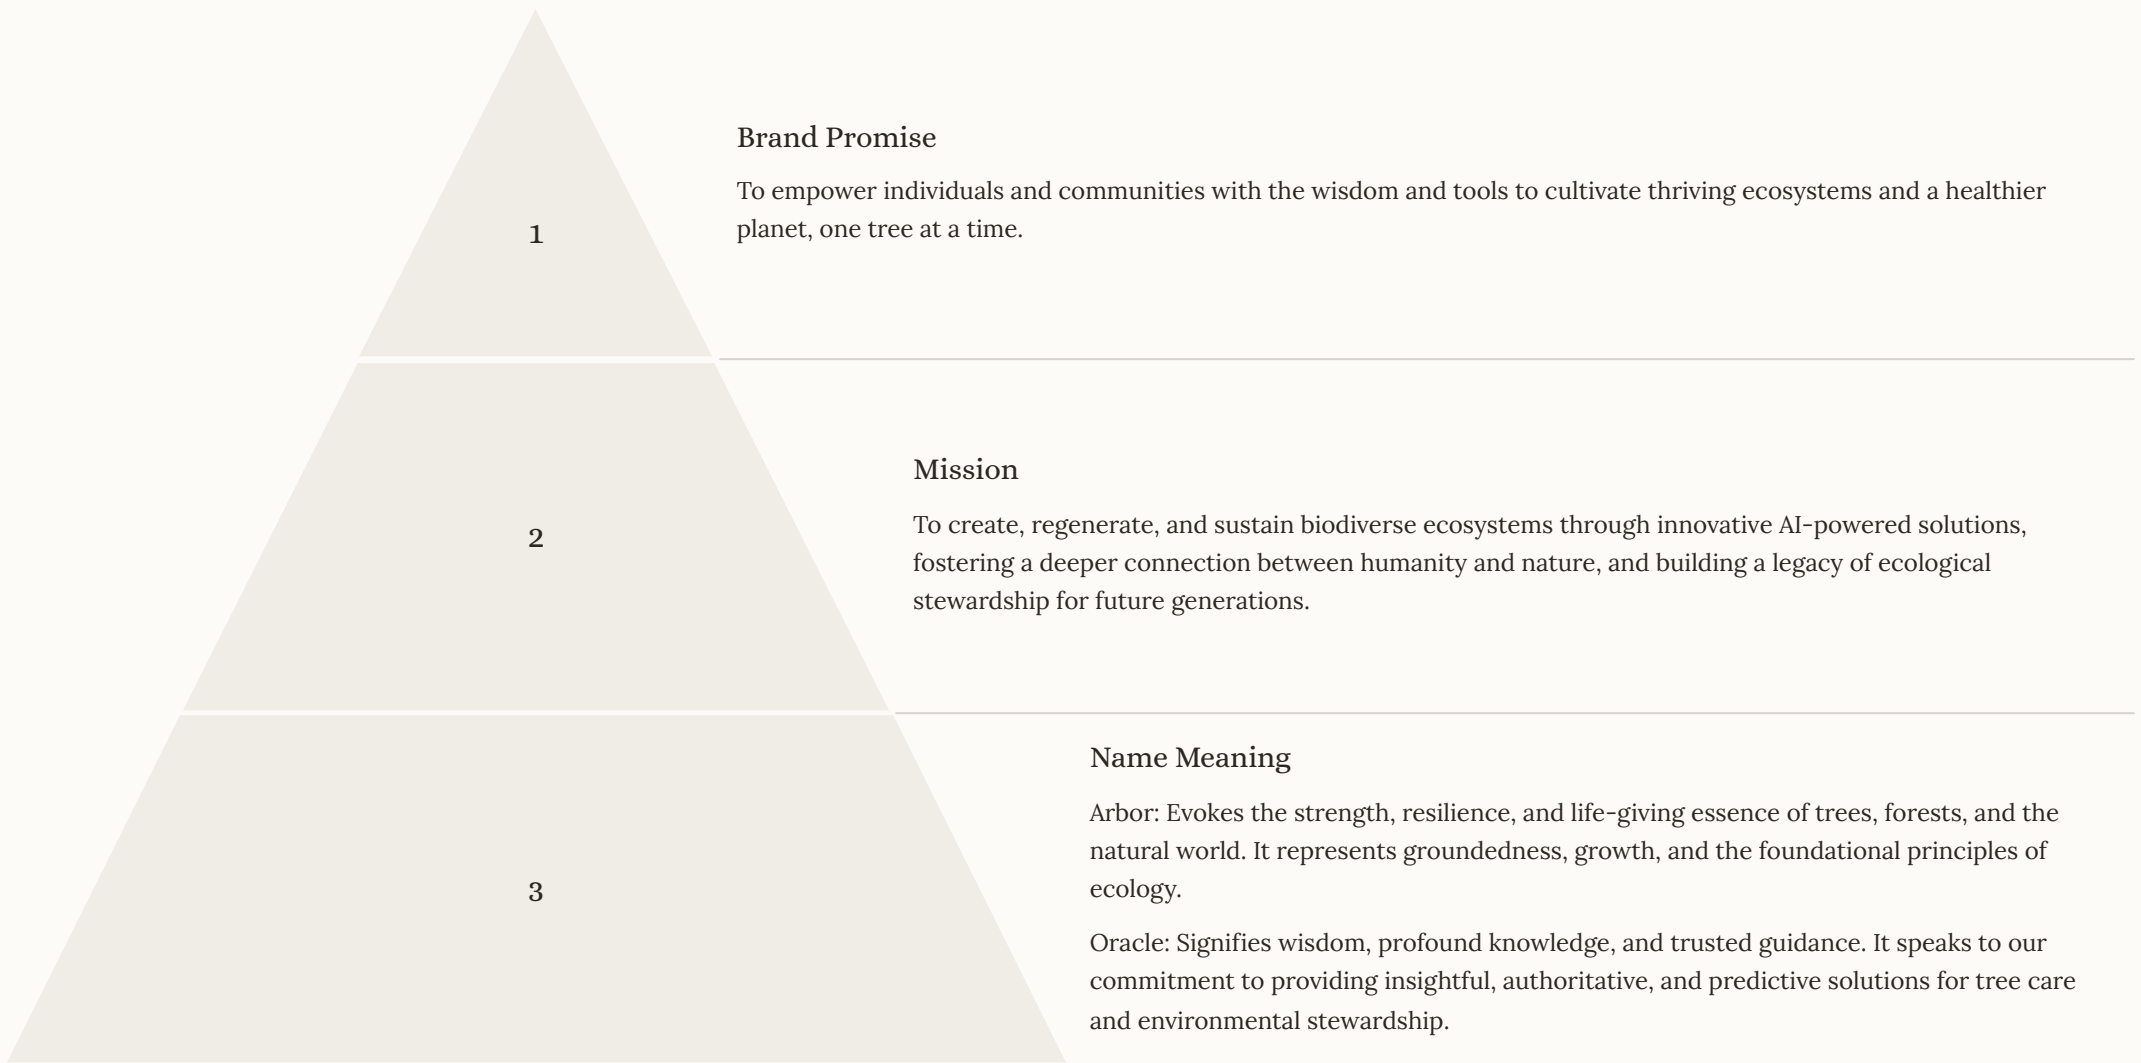 1
Brand Promise
To empower individuals and communities with the wisdom and tools to cultivate thriving ecosystems and a healthier
planet, one tree at a time.
2
Mission
To create, regenerate, and sustain biodiverse ecosystems through innovative AI-powered solutions,
fostering a deeper connection between humanity and nature, and building a legacy of ecological
stewardship for future generations.
3
Name Meaning
Arbor: Evokes the strength, resilience, and life-giving essence of trees, forests, and the
natural world. It represents groundedness, growth, and the foundational principles of
ecology.
Oracle: Signifies wisdom, profound knowledge, and trusted guidance. It speaks to our
commitment to providing insightful, authoritative, and predictive solutions for tree care
and environmental stewardship.